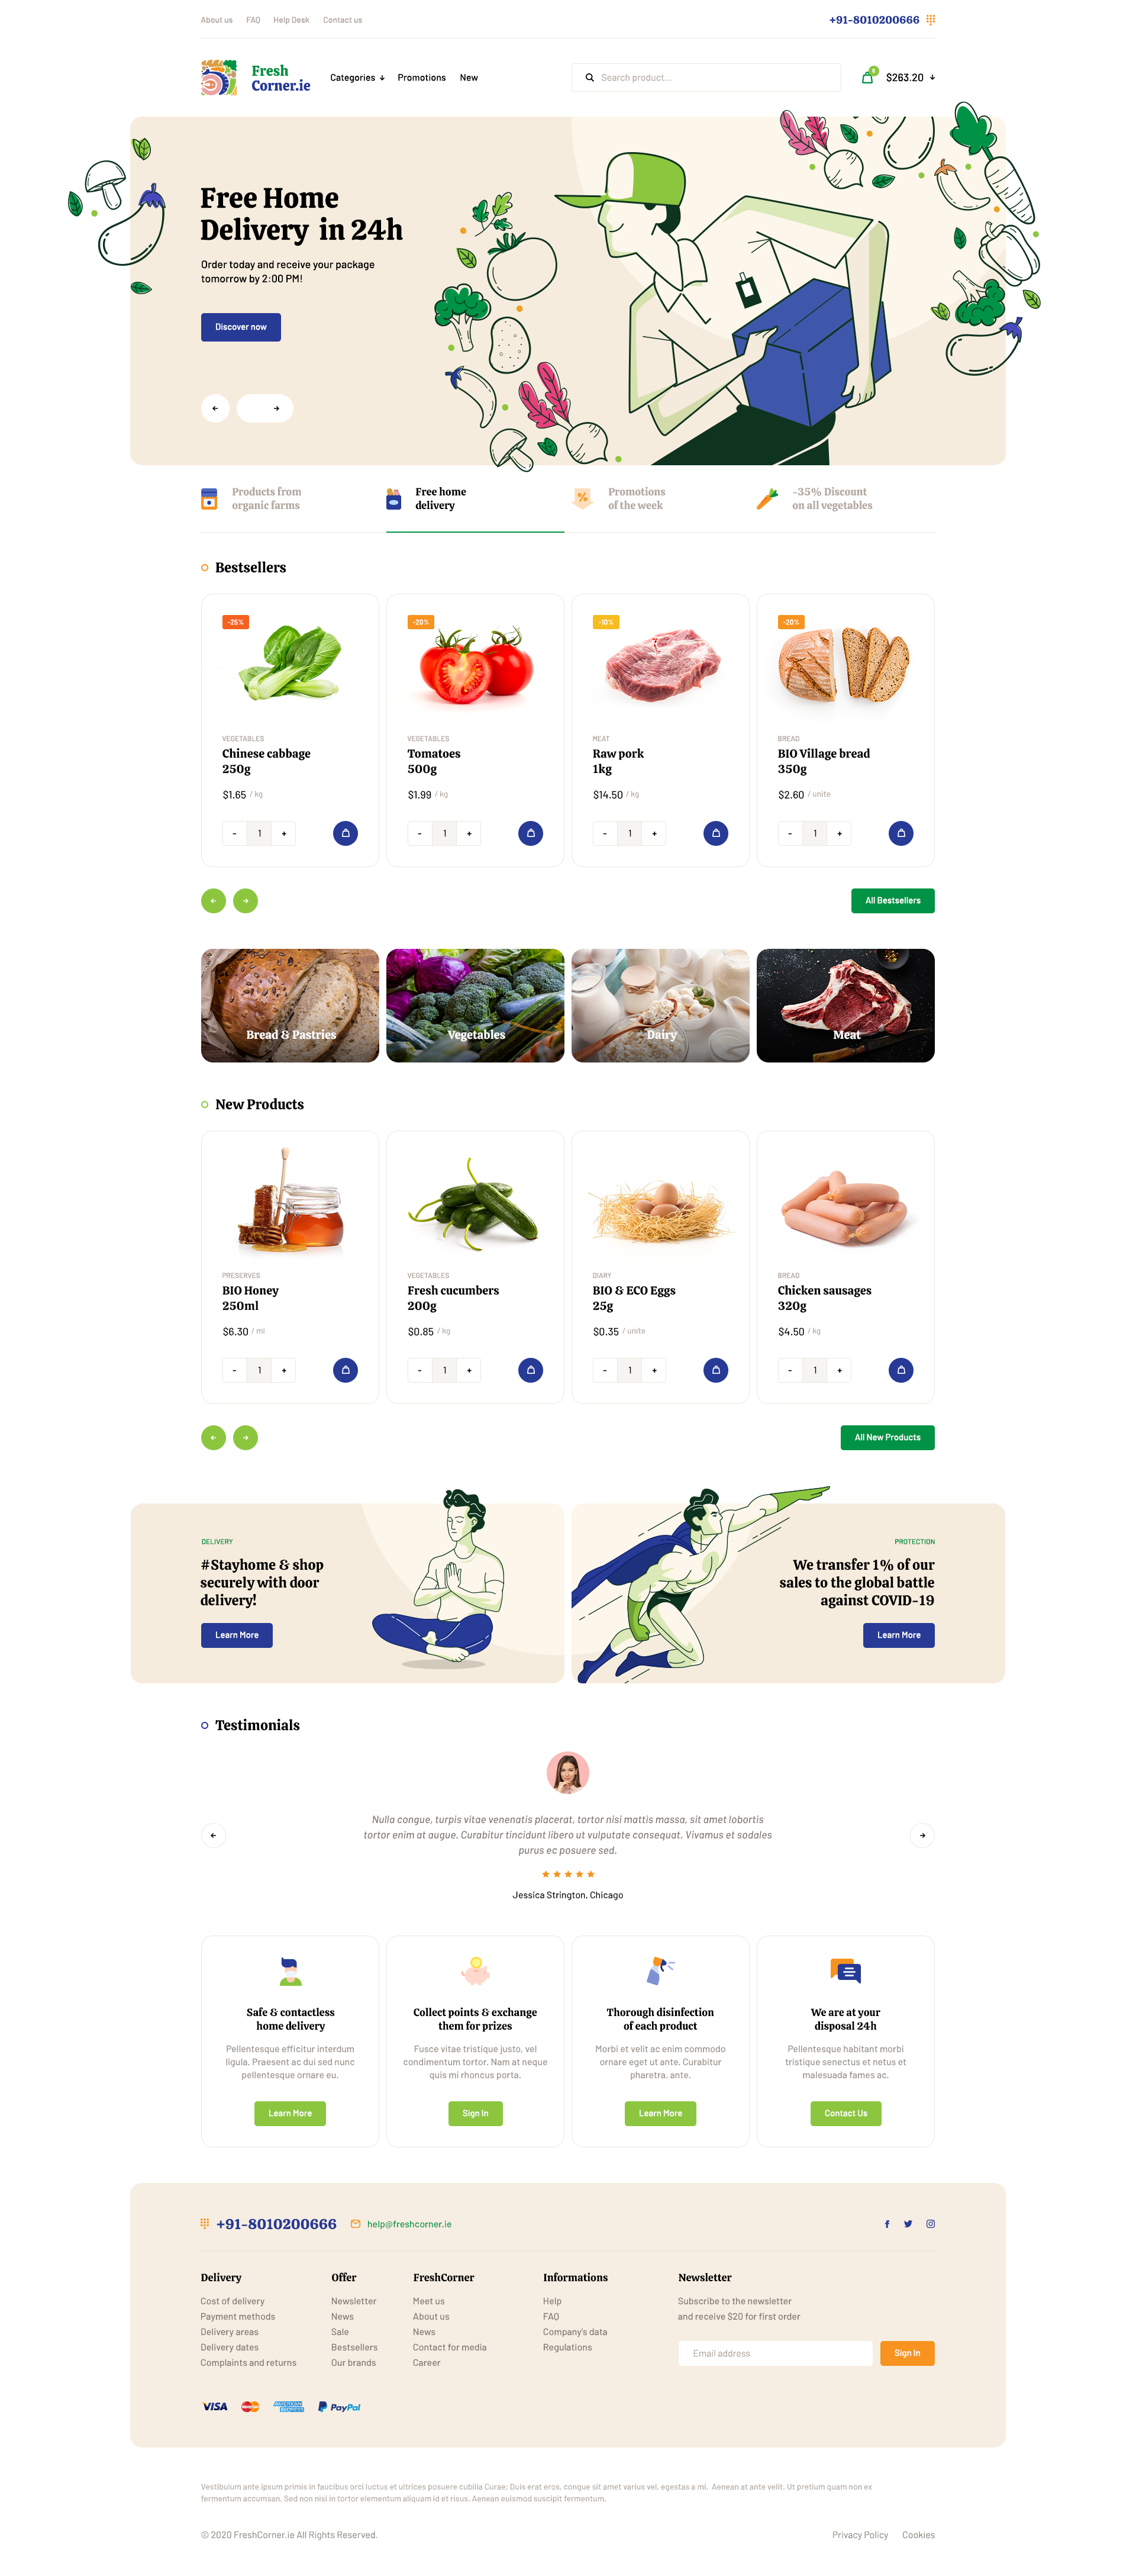 About us FAQ Help Desk Contact us
+91-8010200666
Fresh
Corner.ie
Categories Promotions New
Search product...
6
$263.20
Free Home
Delivery in 24h
Order today and receive your package
tomorrow by 2:00 PM!
Discover now
Products from
organic farms
Free home
delivery
%
Promotions
of the week
-35% Discount
on all vegetables
Bestsellers
-25%
VEGETABLES
Chinese cabbage
250g
$1.65 / kg
- 1 +
-20%
VEGETABLES
Tomatoes
500g
$1.99 / kg
- 1 +
-10%
MEAT
Raw pork
1kg
$14.50 / kg
- 1 +
-20%
BREAD
BIO Village bread
350g
$2.60 / unite
- 1 +
All Bestsellers
Bread & Pastries
Vegetables
Dairy
Meat
New Products
PRESERVES
BIO Honey
250ml
$6.30 / ml
- 1 +
VEGETABLES
Fresh cucumbers
200g
$0.85 / kg
- 1 +
DIARY
BIO & ECO Eggs
25g
$0.35 / unite
- 1 +
BREAD
Chicken sausages
320g
$4.50 / kg
- 1 +
All New Products
DELIVERY
#Stayhome & shop
securely with door
delivery!
Learn More
PROTECTION
We transfer 1% of our
sales to the global battle
against COVID-19
Learn More
Testimonials
Nulla congue, turpis vitae venenatis placerat, tortor nisi mattis massa, sit amet lobortis
tortor enim at augue. Curabitur tincidunt libero ut vulputate consequat. Vivamus et sodales
purus ec posuere sed.
Jessica Strington, Chicago
Safe & contactless
home delivery
Pellentesque efficitur interdum
ligula. Praesent ac dui sed nunc
pellentesque ornare eu.
Learn More
Collect points & exchange
them for prizes
Fusce vitae tristique justo, vel
condimentum tortor. Nam at neque
quis mi rhoncus porta.
Sign In
Thorough disinfection
of each product
Morbi et velit ac enim commodo
ornare eget ut ante. Curabitur
pharetra, ante.
Learn More
We are at your
disposal 24h
Pellentesque habitant morbi
tristique senectus et netus et
malesuada fames ac.
Contact Us
+91-8010200666
help@freshcorner.ie
Delivery
Cost of delivery
Payment methods
Delivery areas
Delivery dates
Complaints and returns
Offer
Newsletter
News
Sale
Bestsellers
Our brands
FreshCorner
Meet us
About us
News
Contact for media
Career
Informations
Help
FAQ
Company's data
Regulations
Newsletter
Subscribe to the newsletter
and receive $20 for first order
Email address
Sign In
VISA
MasterCard
AMERICAN
EXPRESS
PayPal
Vestibulum ante ipsum primis in faucibus orci luctus et ultrices posuere cubilia Curae; Duis erat eros, congue sit amet varius vel, egestas a mi. Aenean at ante velit. Ut pretium quam non ex
fermentum accumsan. Sed non nisi in tortor elementum aliquam id et risus. Aenean euismod suscipit fermentum.
© 2020 FreshCorner.ie All Rights Reserved.
Privacy Policy Cookies